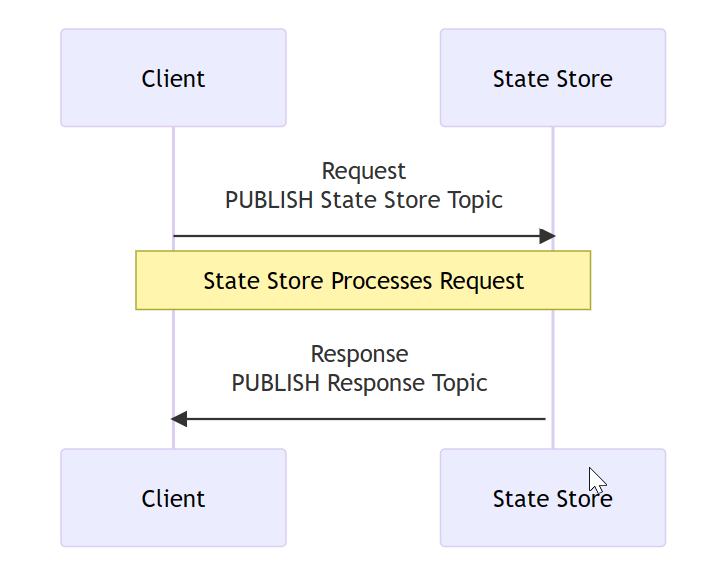 Client
State Store
Request
PUBLISH State Store Topic
State Store Processes Request
Response
PUBLISH Response Topic
Client
State Store